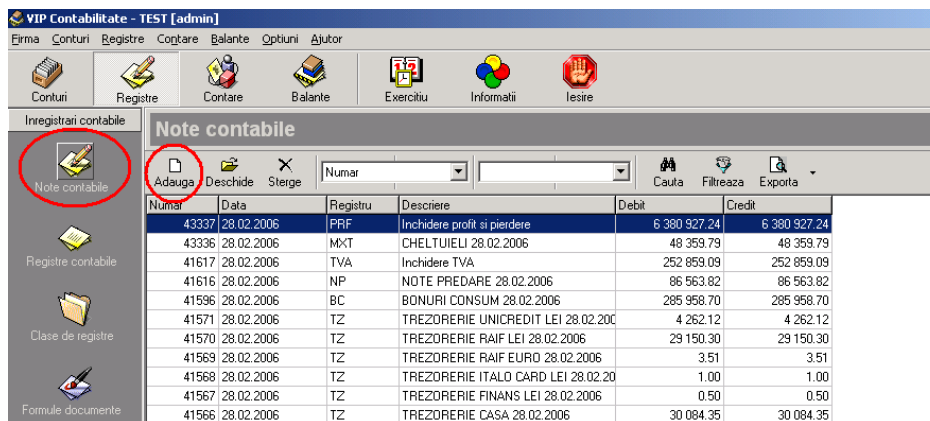 VIP Contabilitate - TEST [admin]
Firma Conturi Registre Contare Balante Optiuni Ajutor
Conturi Registre Contare Balante Exercitiu Informatii Iesire
Inregistrari contabile
Note contabile
Adauga Deschide Sterge Numar Cauta Filtreaza Exporta
Note contabile
Registre contabile
Clase de registre
Formule documente
Numar Data Registru Descriere Debit Credit
43337 28.02.2006 PRF Inchidere profit si pierdere 6 380 927.24 6 380 927.24
43336 28.02.2006 MXT CHELTUIELI 28.02.2006 48 359.79 48 359.79
41617 28.02.2006 TVA Inchidere TVA 252 859.09 252 859.09
41616 28.02.2006 NP NOTE PREDARE 28.02.2006 86 563.82 86 563.82
41596 28.02.2006 BC BONURI CONSUM 28.02.2006 285 958.70 285 958.70
41571 28.02.2006 TZ TREZORERIE UNICREDIT LEI 28.02.200 4 262.12 4 262.12
41570 28.02.2006 TZ TREZORERIE RAIF LEI 28.02.2006 29 150.30 29 150.30
41569 28.02.2006 TZ TREZORERIE RAIF EURO 28.02.2006 3.51 3.51
41568 28.02.2006 TZ TREZORERIE ITALO CARD LEI 28.02.20 1.00 1.00
41567 28.02.2006 TZ TREZORERIE FINANS LEI 28.02.2006 0.50 0.50
41566 28.02.2006 TZ TREZORERIE CASA 28.02.2006 30 084.35 30 084.35